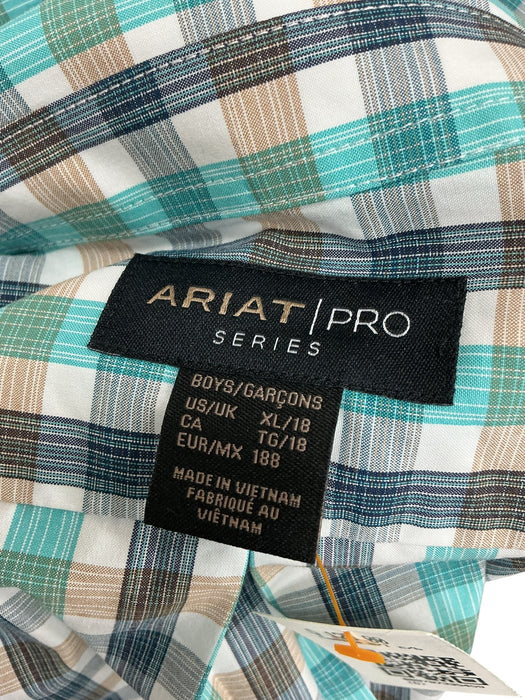 ARIAT | PRO
SERIES
BOYS/GARÇONS
US/UK XL/18
CA TG/18
EUR/MX 188
MADE IN VIETNAM
FABRIQUÉ AU
VIÊTNAM